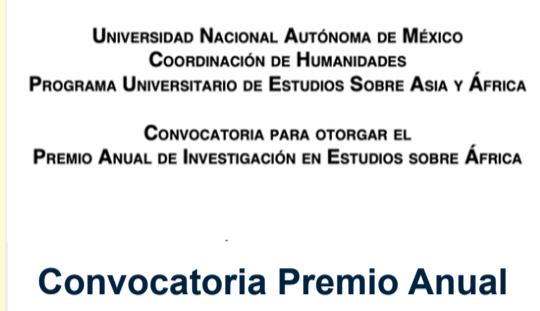 Universidad Nacional Autónoma de México
Coordinación de Humanidades
Programa Universitario de Estudios Sobre Asia y África
Convocatoria para otorgar el
Premio Anual de Investigación en Estudios sobre África
Convocatoria Premio Anual